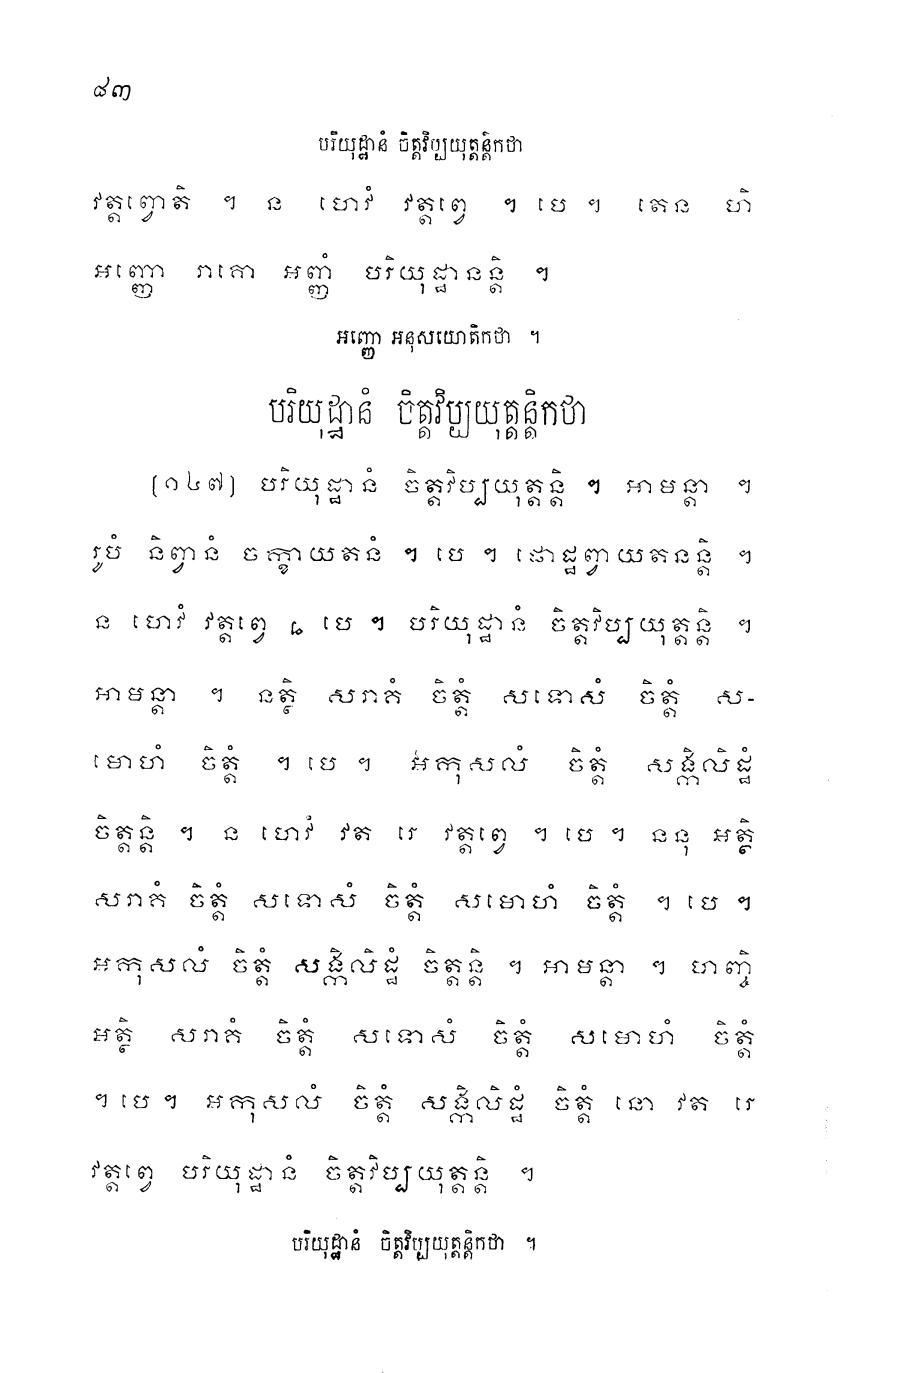 ៨៣
បរិយុដ្ឋានំ ចិត្តវិប្បយុត្តន្តិកថា
វត្តព្វោតិ ។ ន ហេវំ វត្តព្វេ ។ បេ ។ តេន ហិ
អញ្ញោ រាគោ អញ្ញំ បរិយុដ្ឋានន្តិ ។
អញ្ញោ អនុសយោតិកថា ។
បរិយុដ្ឋានំ ចិត្តវិប្បយុត្តន្តិកថា
[១៤៧] បរិយុដ្ឋានំ ចិត្តវិប្បយុត្តន្តិ ។ អាមន្តា ។
រូបំ និព្វានំ ចក្ខាយតនំ ។ បេ ។ ផោដ្ឋព្វាយតនន្តិ ។
ន ហេវំ វត្តព្វេ ។ បេ ។ បរិយុដ្ឋានំ ចិត្តវិប្បយុត្តន្តិ ។
អាមន្តា ។ នត្ថិ សរាគំ ចិត្តំ សទោសំ ចិត្តំ ស-
មោហំ ចិត្តំ ។ បេ ។ អកុសលំ ចិត្តំ សង្កិលិដ្ឋំ
ចិត្តន្តិ ។ ន ហេវំ វត រេ វត្តព្វេ ។ បេ ។ ននុ អត្ថិ
សរាគំ ចិត្តំ សទោសំ ចិត្តំ សមោហំ ចិត្តំ ។ បេ ។
អកុសលំ ចិត្តំ សង្កិលិដ្ឋំ ចិត្តន្តិ ។ អាមន្តា ។ ហញ្ចិ
អត្ថិ សរាគំ ចិត្តំ សទោសំ ចិត្តំ សមោហំ ចិត្តំ
។ បេ ។ អកុសលំ ចិត្តំ សង្កិលិដ្ឋំ ចិត្តំ នោ វត រេ
វត្តព្វេ បរិយុដ្ឋានំ ចិត្តវិប្បយុត្តន្តិ ។
បរិយុដ្ឋានំ ចិត្តវិប្បយុត្តន្តិកថា ។